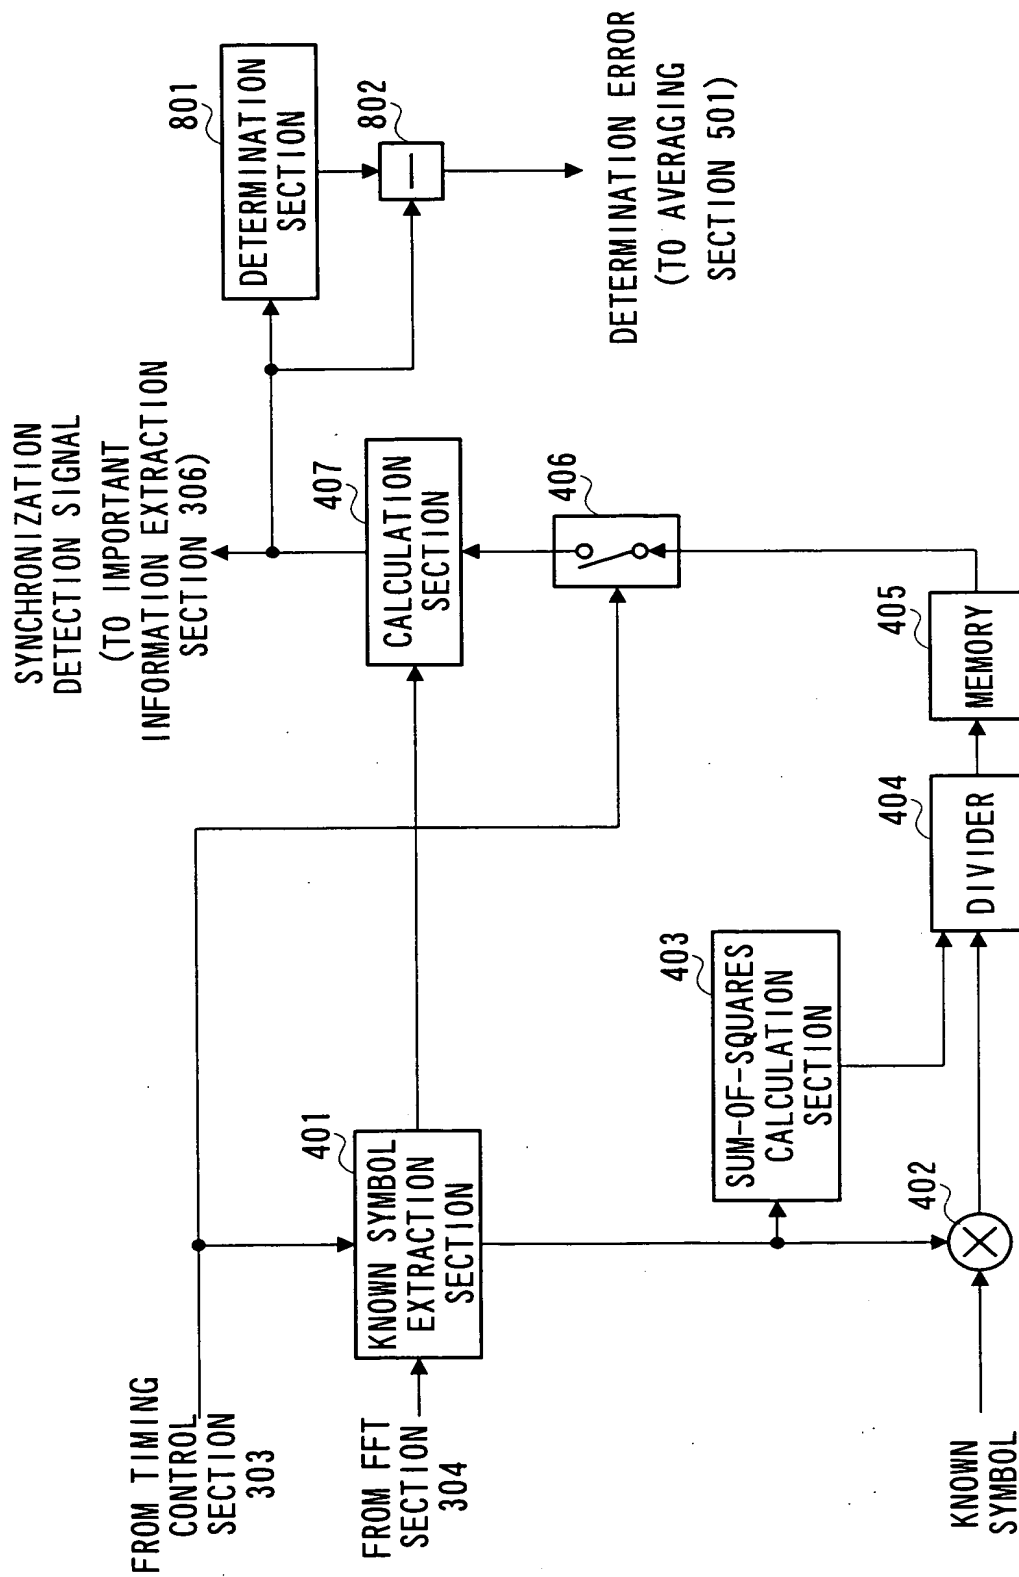 FROM TIMING
CONTROL
SECTION
303
FROM FFT
SECTION
304
KNOWN
SYMBOL
401
KNOWN SYMBOL
EXTRACTION
SECTION
402
403
SUM-OF-SQUARES
CALCULATION
SECTION
404
DIVIDER
405
MEMORY
406
407
CALCULATION
SECTION
SYNCHRONIZATION
DETECTION SIGNAL
(TO IMPORTANT
INFORMATION EXTRACTION
SECTION 306)
801
DETERMINATION
SECTION
802
DETERMINATION ERROR
(TO AVERAGING
SECTION 501)